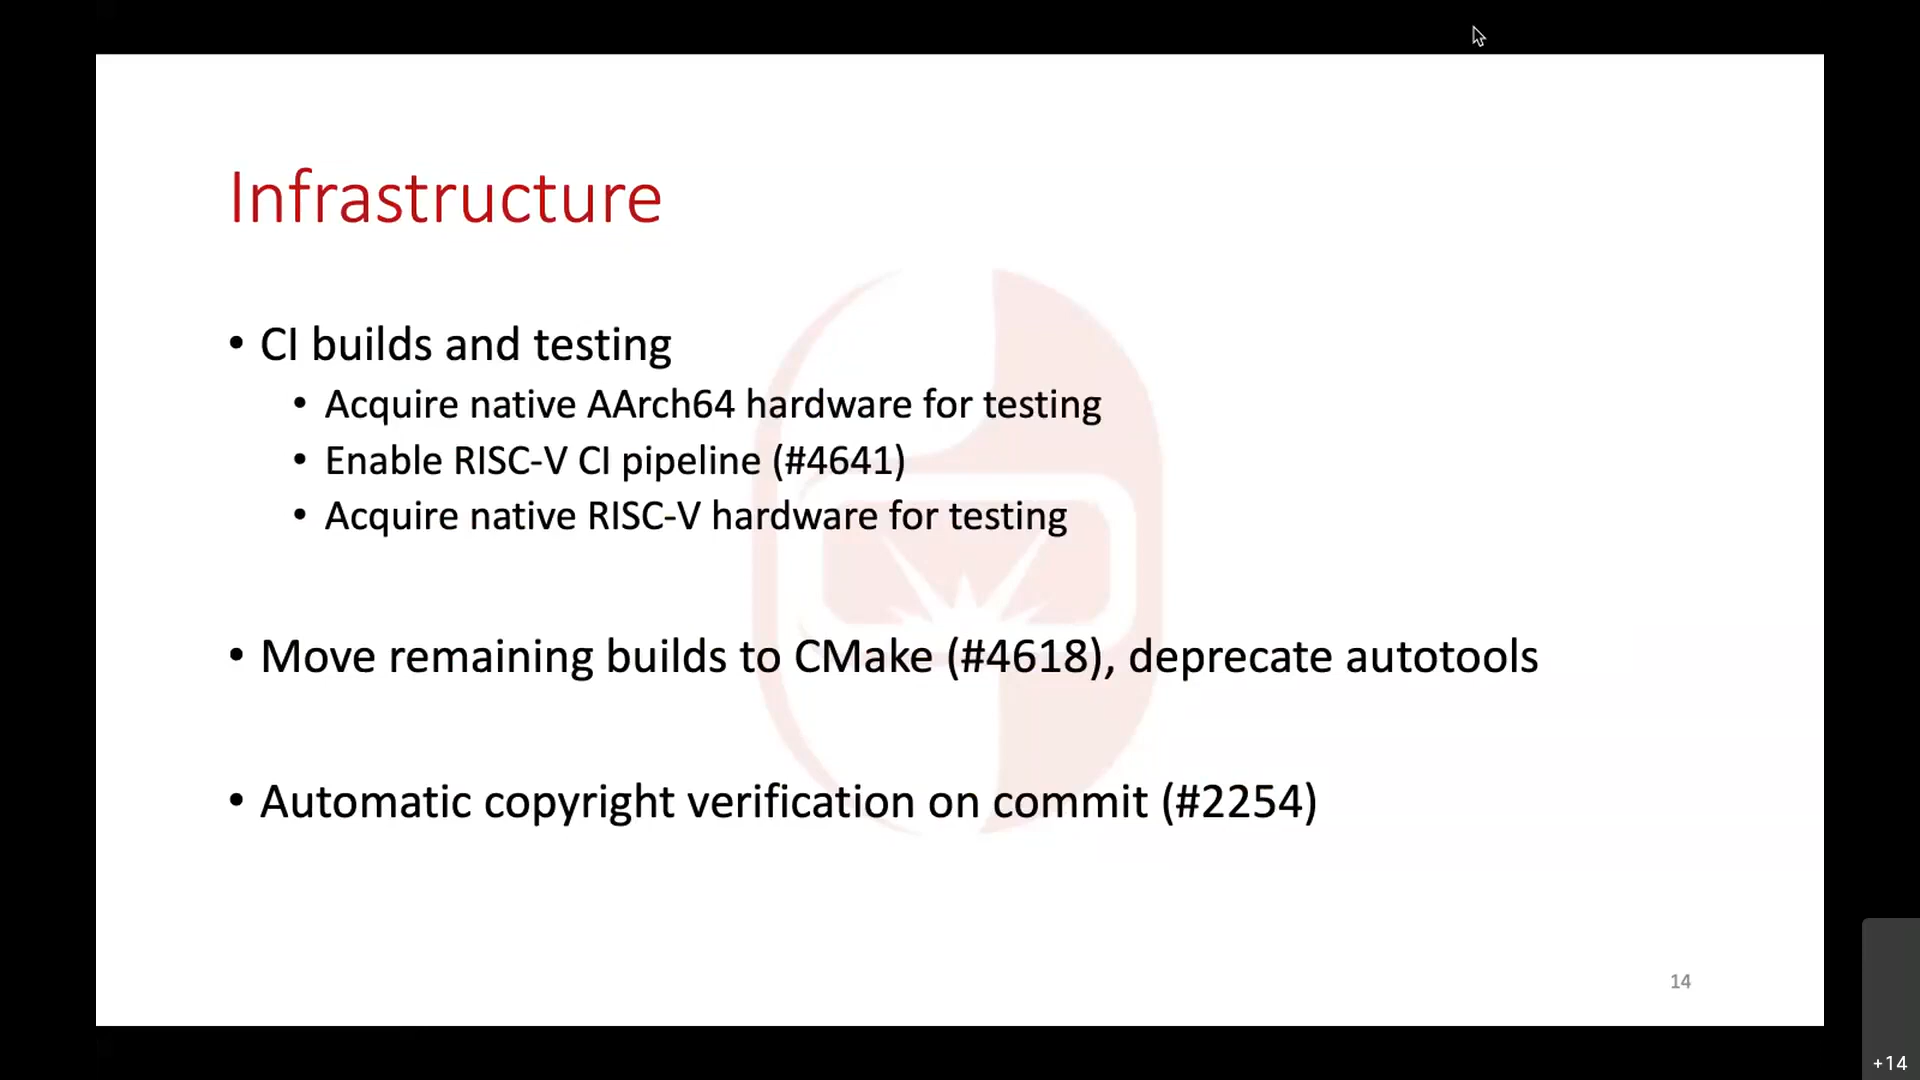 Infrastructure
• CI builds and testing
• Acquire native AArch64 hardware for testing
• Enable RISC-V CI pipeline (#4641)
• Acquire native RISC-V hardware for testing
• Move remaining builds to CMake (#4618), deprecate autotools
• Automatic copyright verification on commit (#2254)
14
+14